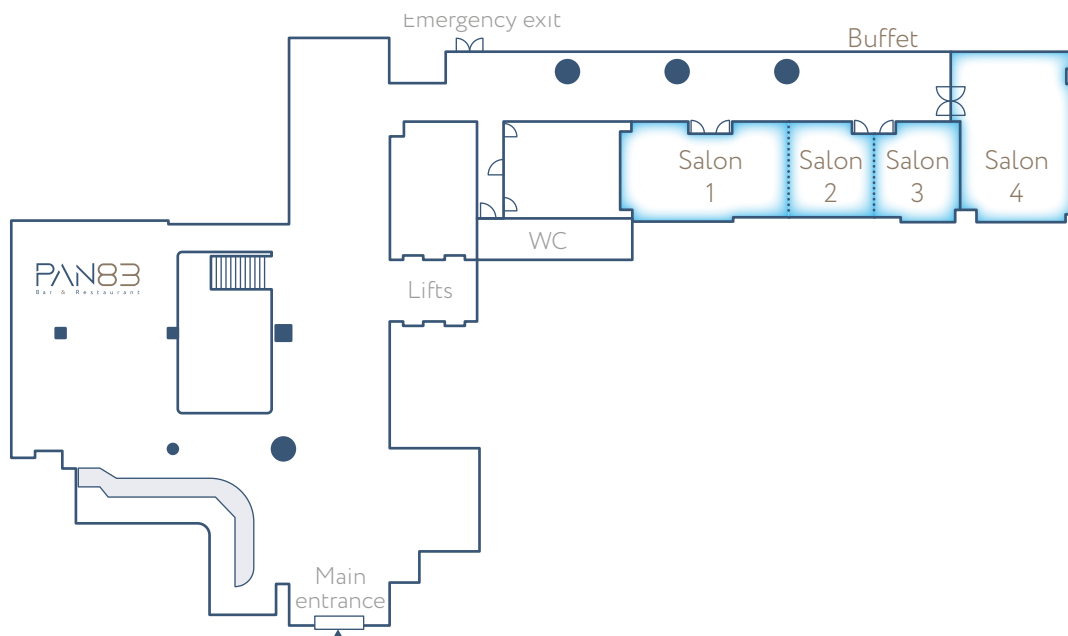 Emergency exit
Buffet
Salon
1
Salon
2
Salon
3
Salon
4
WC
PAN83
Bar & Restaurant
Lifts
Main
entrance